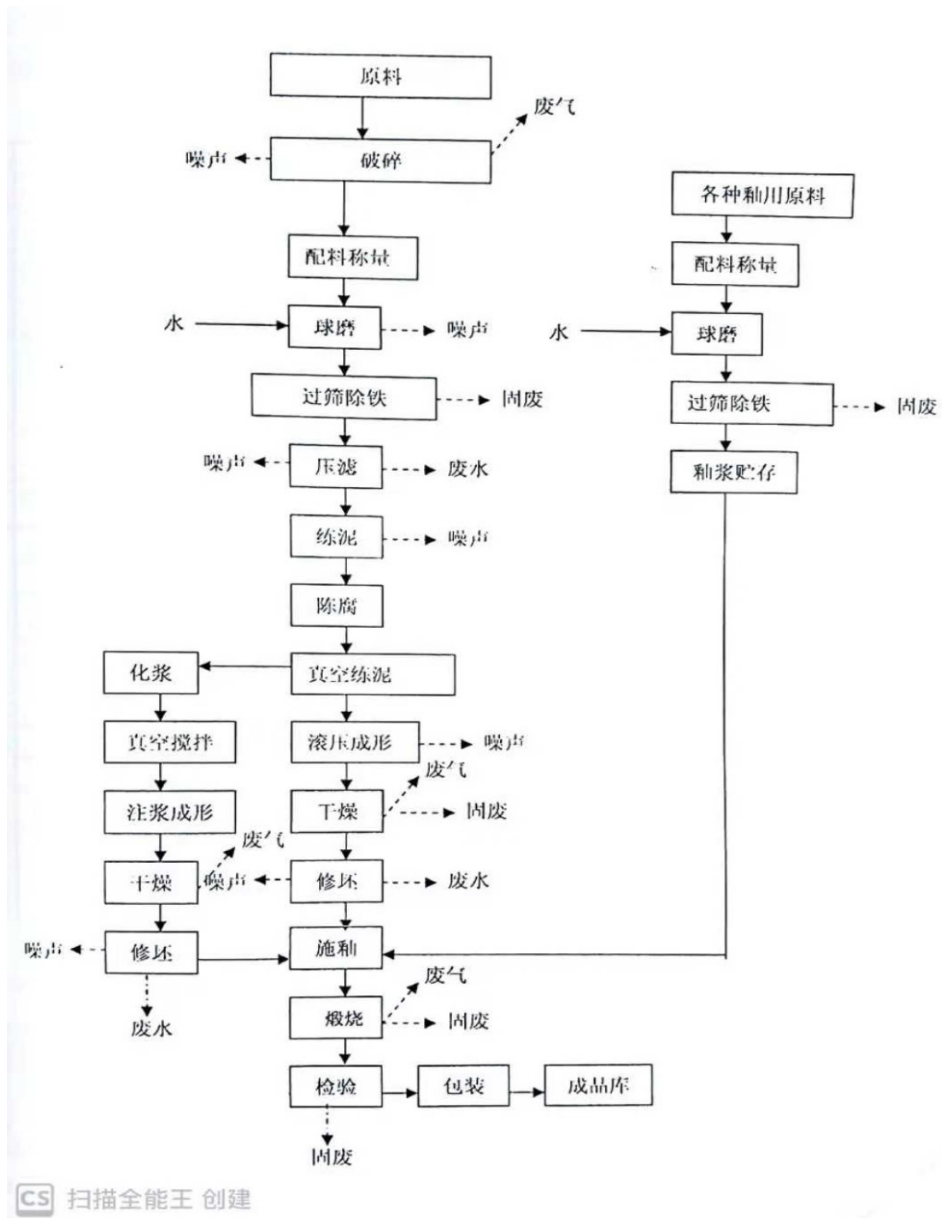 原料
废气
噪声
破碎
各种釉用原料
配料称量
配料称量
水
球磨
噪声
水
球磨
过筛除铁
固废
过筛除铁
固废
噪声
压滤
废水
釉浆贮存
练泥
噪声
陈腐
化浆
真空练泥
真空搅拌
滚压成形
噪声
废气
注浆成形
干燥
固废
废气
干燥
噪声
修坯
废水
噪声
修坯
施釉
废气
废水
煅烧
固废
检验
包装
成品库
固废
CS 扫描全能王 创建